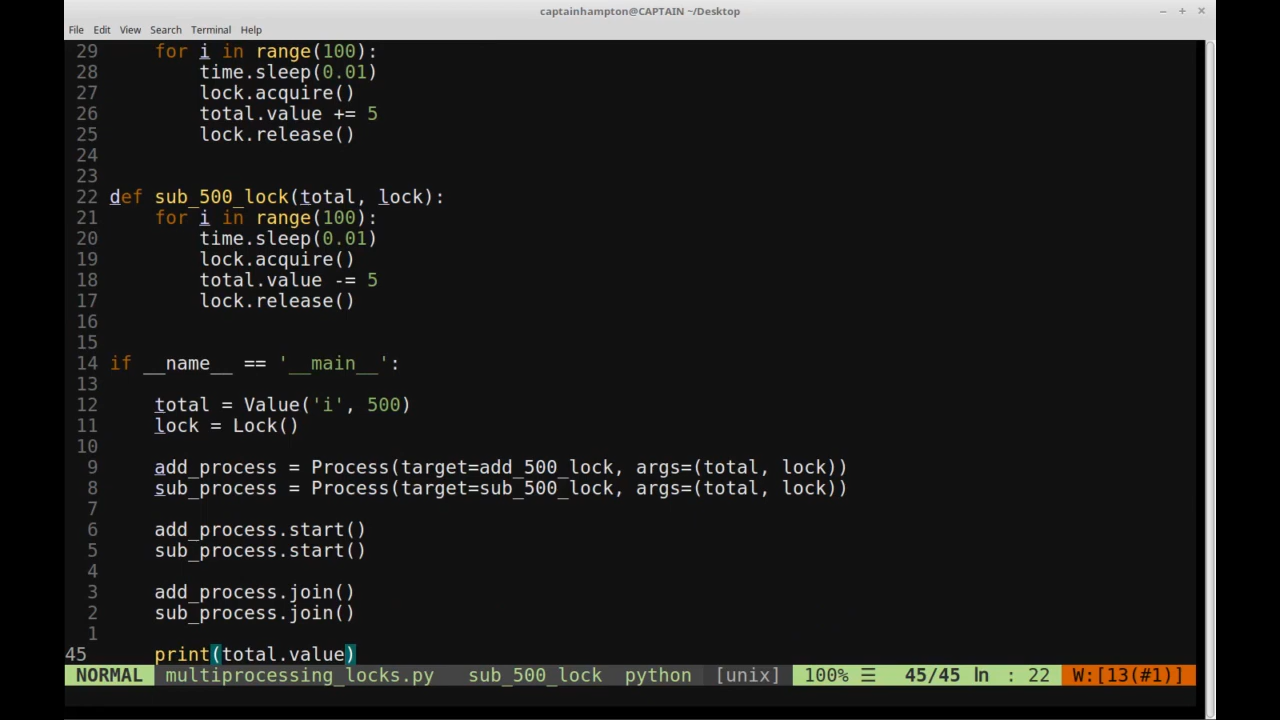 captainhampton@CAPTAIN ~/Desktop
File Edit View Search Terminal Help
29     for i in range(100):
28         time.sleep(0.01)
27         lock.acquire()
26         total.value += 5
25         lock.release()
24
23
22 def sub_500_lock(total, lock):
21     for i in range(100):
20         time.sleep(0.01)
19         lock.acquire()
18         total.value -= 5
17         lock.release()
16
15
14 if __name__ == '__main__':
13
12     total = Value('i', 500)
11     lock = Lock()
10
9     add_process = Process(target=add_500_lock, args=(total, lock))
8     sub_process = Process(target=sub_500_lock, args=(total, lock))
7
6     add_process.start()
5     sub_process.start()
4
3     add_process.join()
2     sub_process.join()
1
45     print(total.value)
NORMAL multiprocessing_locks.py sub_500_lock python [unix] 100% ☰ 45/45 ln : 22 W:[13(#1)]